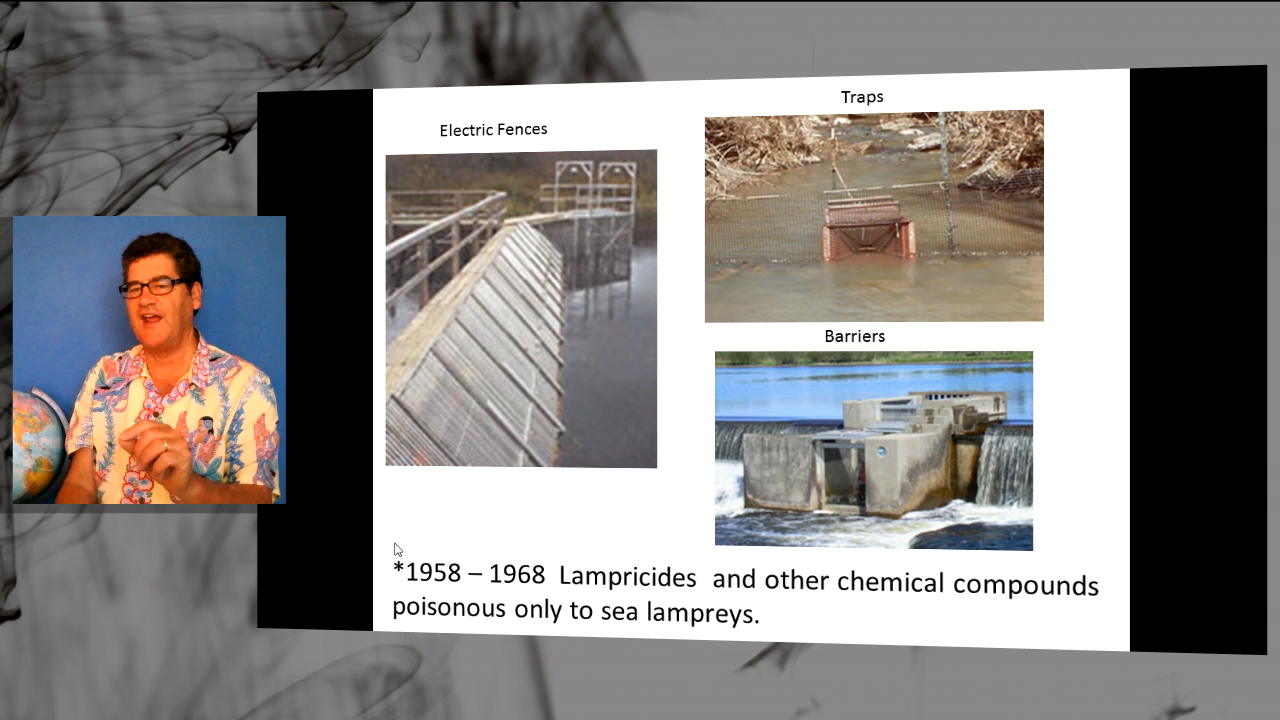 Electric Fences
Traps
Barriers
*1958 – 1968 Lampricides and other chemical compounds
poisonous only to sea lampreys.